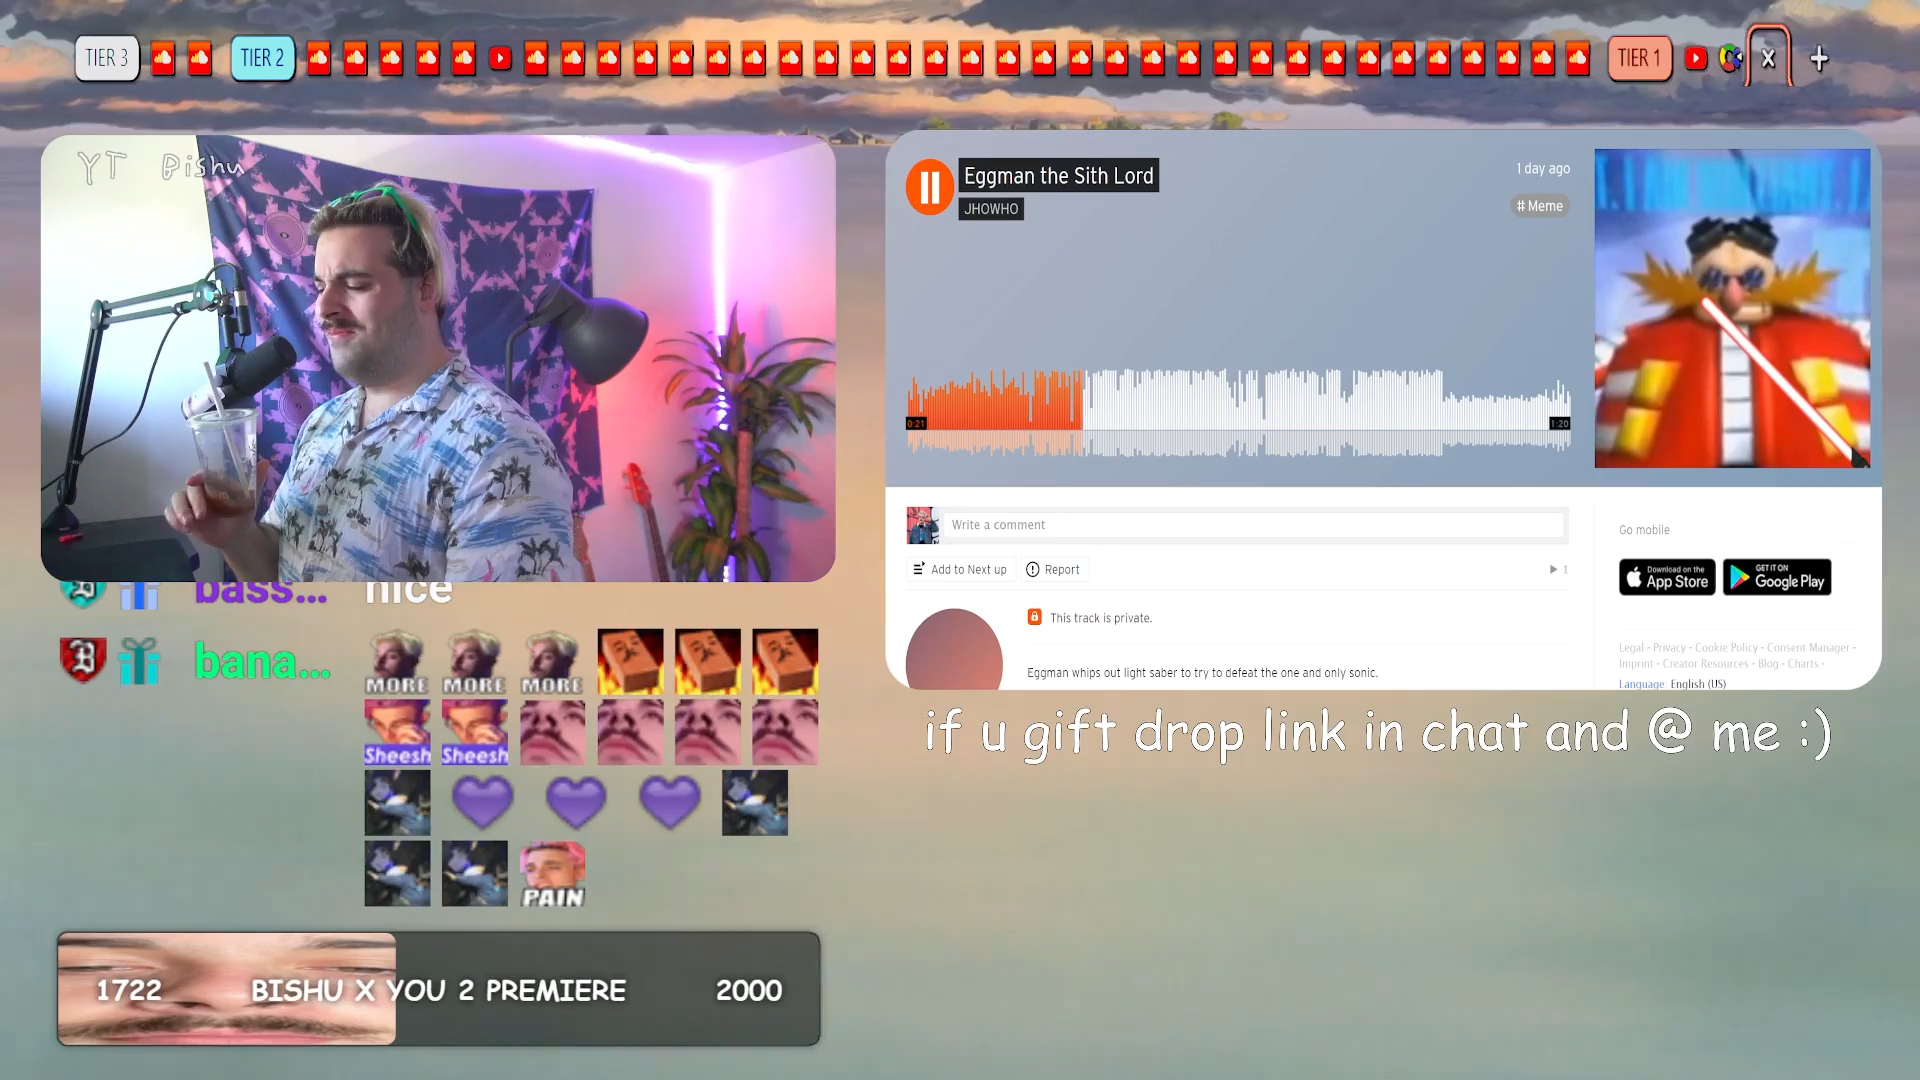 TIER 3
TIER 2
TIER 1
X
+
YT Bishu
Eggman the Sith Lord
JHOWHO
1 day ago
# Meme
0:21
1:20
Write a comment
Add to Next up
Report
1
Go mobile
Download on the
App Store
GET IT ON
Google Play
This track is private.
Legal - Privacy - Cookie Policy - Consent Manager -
Imprint - Creator Resources - Blog - Charts -
Language: English (US)
Eggman whips out light saber to try to defeat the one and only sonic.
bass... nice
bana... MORE MORE MORE
Sheesh Sheesh
PAIN
if u gift drop link in chat and @ me :)
1722 BISHU X YOU 2 PREMIERE 2000